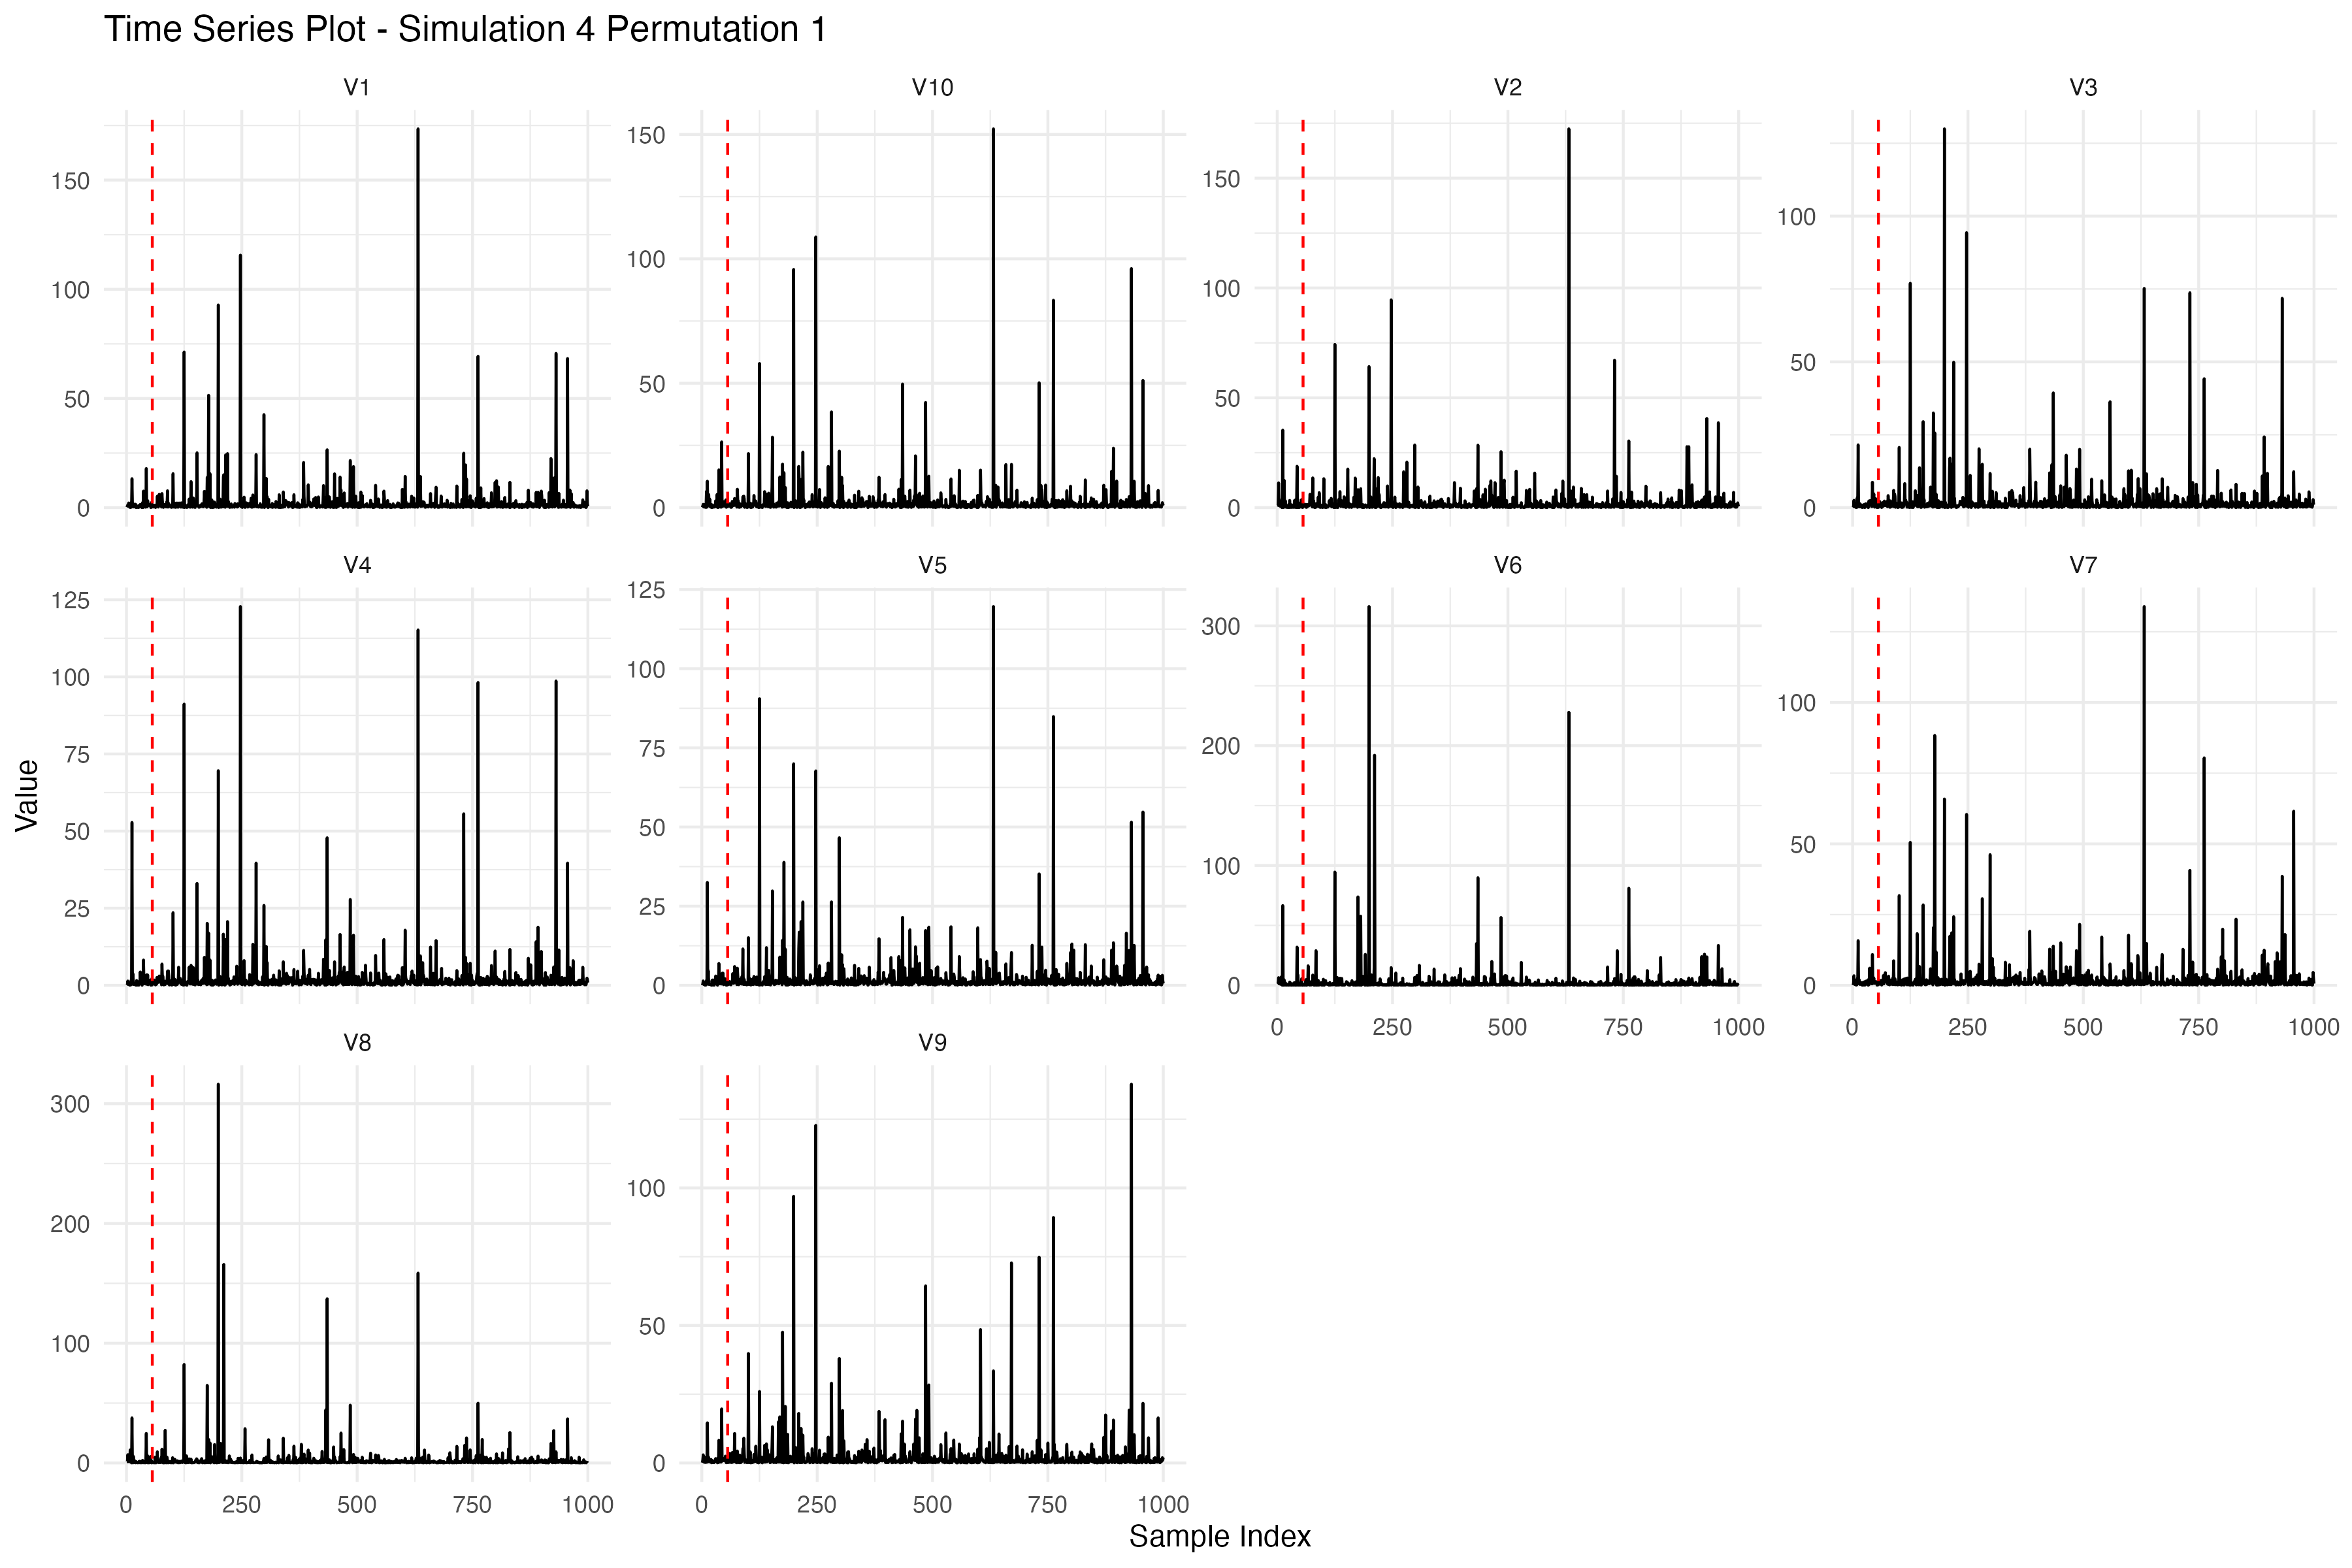 Time Series Plot - Simulation 4 Permutation 1
V1 V10 V2 V3
150 100 50 0
150 100 50 0
150 100 50 0
100 50 0
V4 V5 V6 V7
125 100 75 50 25 0
125 100 75 50 25 0
300 200 100 0
100 50 0
0 250 500 750 1000
0 250 500 750 1000
V8 V9
300 200 100 0
100 50 0
0 250 500 750 1000
0 250 500 750 1000
Value
Sample Index